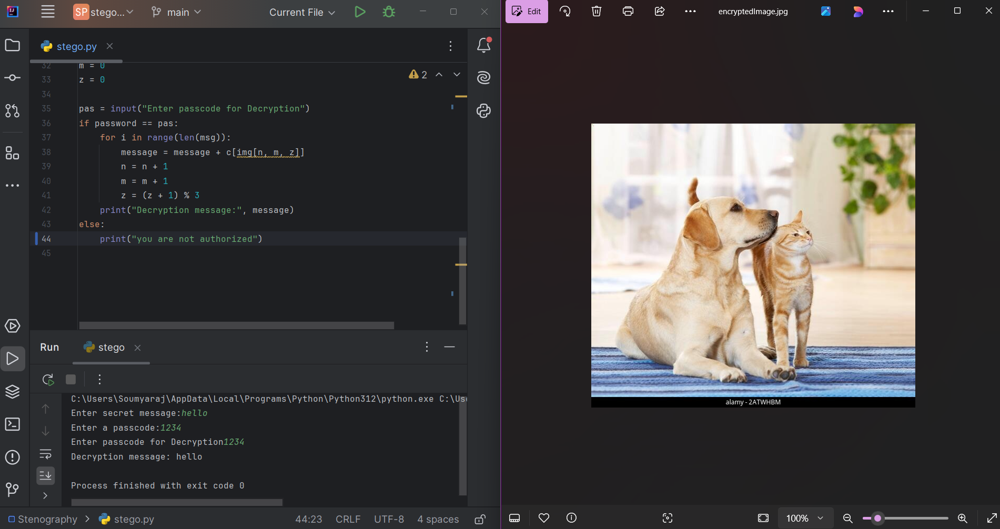 SP stego... main Current File
stego.py
32 m = 0
33 z = 0
2
34
35 pas = input("Enter passcode for Decryption")
36 if password == pas:
37 for i in range(len(msg)):
38 message = message + c[img[n, m, z]]
39 n = n + 1
40 m = m + 1
41 z = (z + 1) % 3
42 print("Decryption message:", message)
43 else:
44 print("you are not authorized")
45
Run stego
C:\Users\Soumyaraj\AppData\Local\Programs\Python\Python312\python.exe C:\Use
Enter secret message:hello
Enter a passcode:1234
Enter passcode for Decryption1234
Decryption message: hello
Process finished with exit code 0
Stenography > stego.py 44:23 CRLF UTF-8 4 spaces
Edit encryptedImage.jpg
alamy - 2ATWHBM
100%